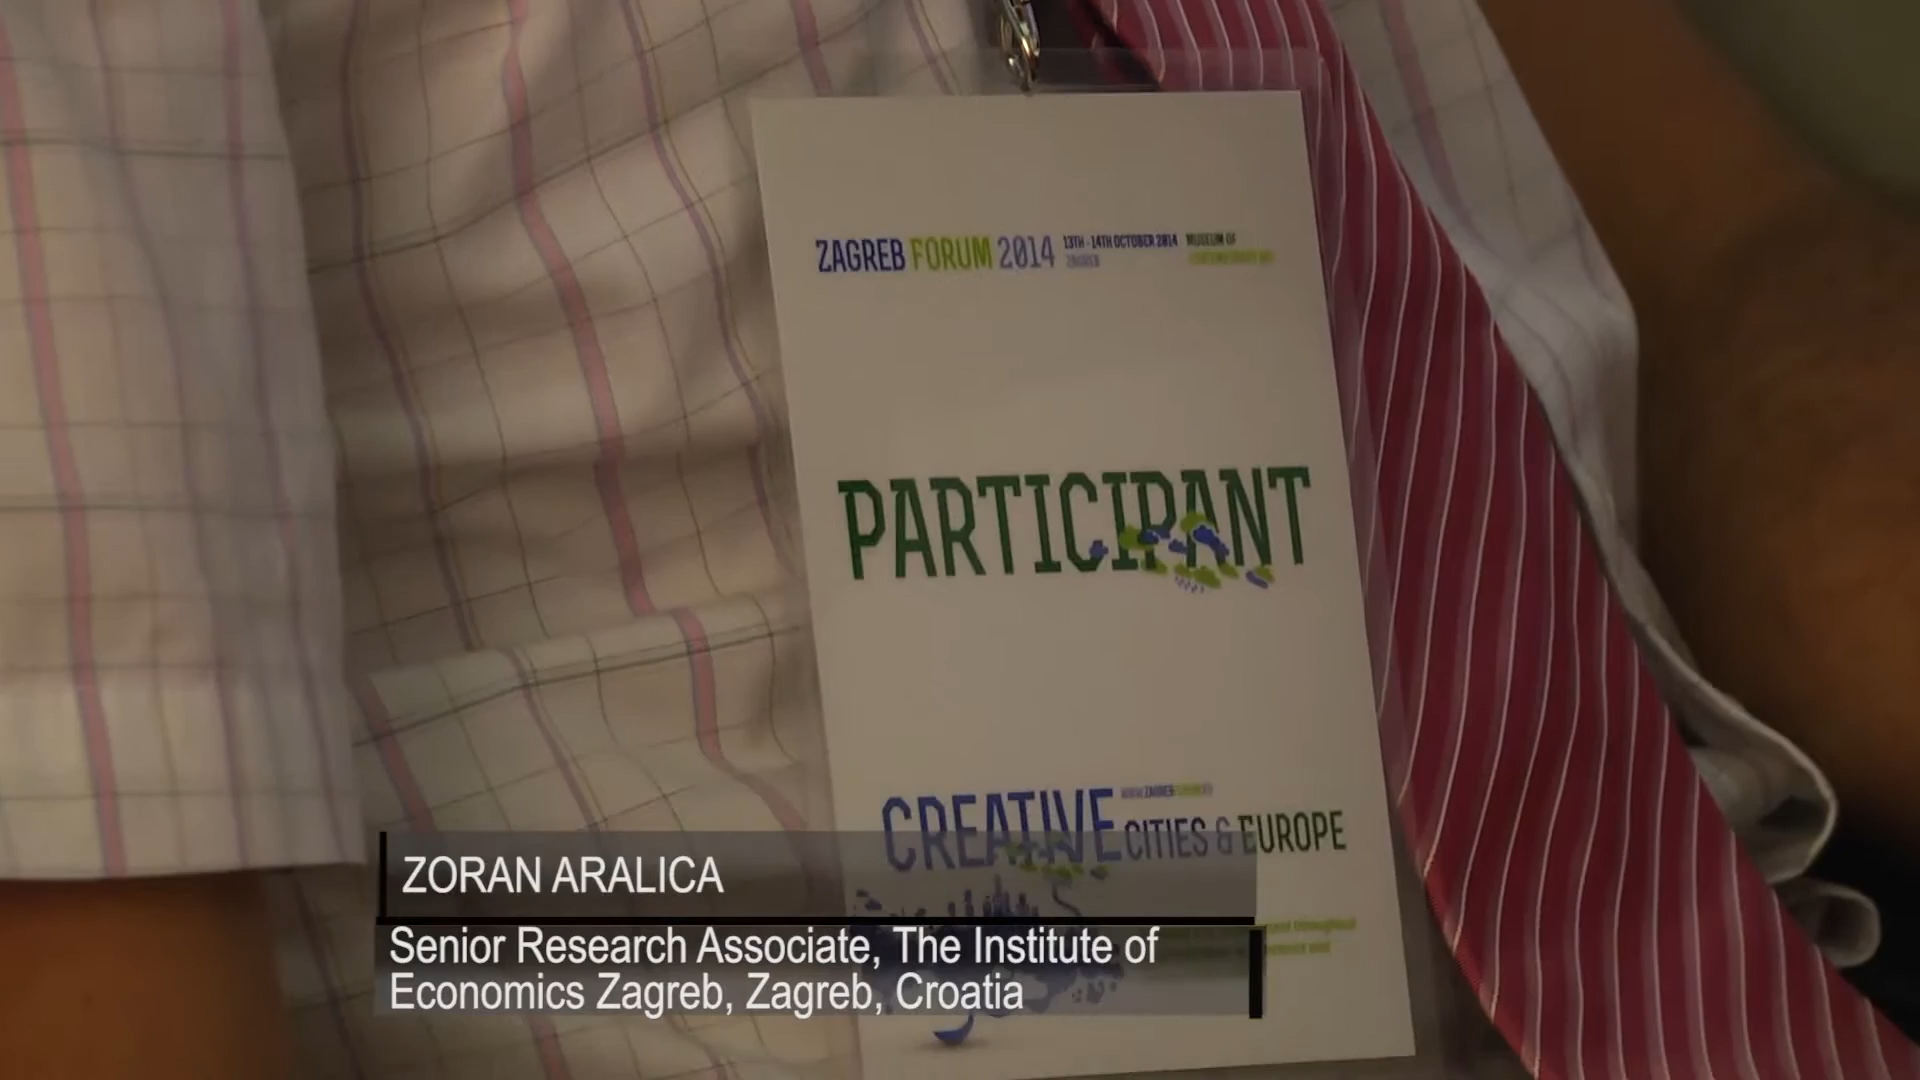 ZAGREB FORUM 2014 13TH - 14TH OCTOBER 2014 MUSEUM OF
ZAGREB
PARTICIPANT
CREATIVE CITIES & EUROPE
ZORAN ARALICA
Senior Research Associate, The Institute of
Economics Zagreb, Zagreb, Croatia